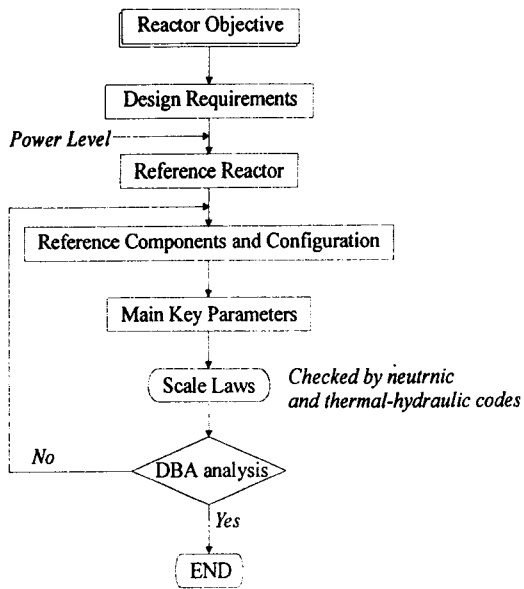 Reactor Objective
Design Requirements
Power Level
Reference Reactor
Reference Components and Configuration
Main Key Parameters
Scale Laws
Checked by neutrnic
and thermal-hydraulic codes
No
DBA analysis
Yes
END